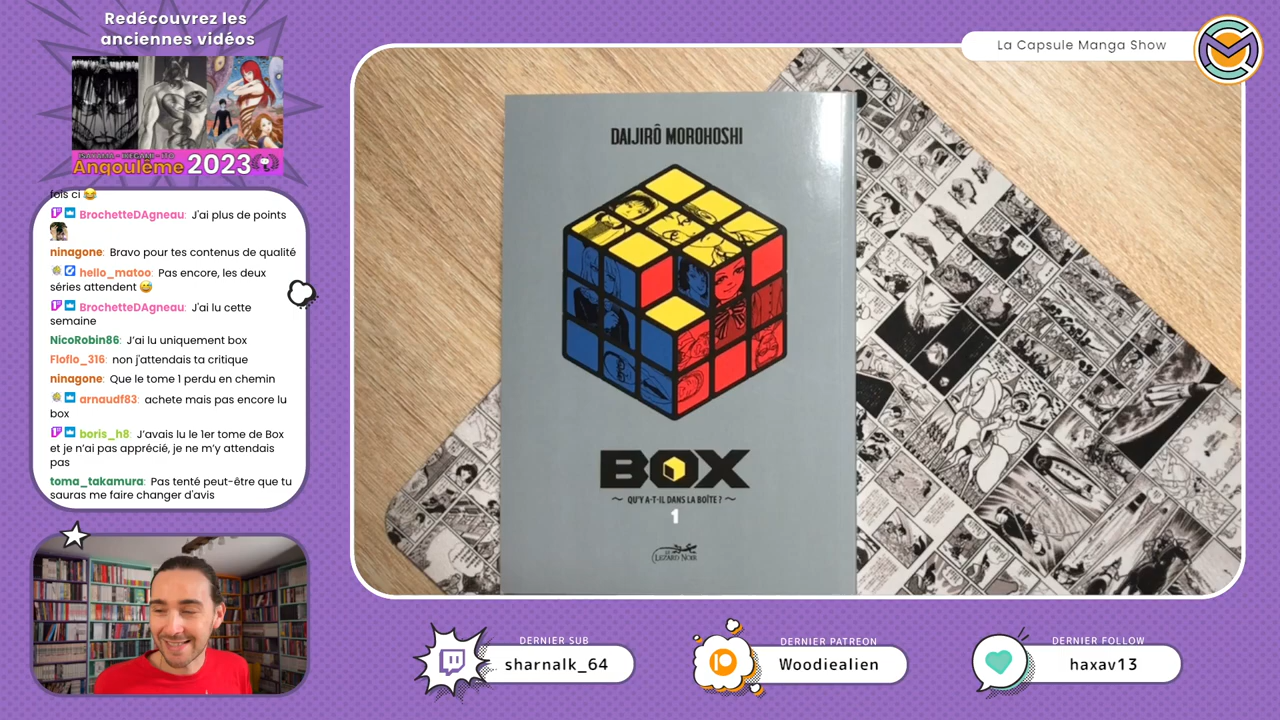 Redécouvrez les
anciennes vidéos
SAYAMA - IKEGAMI - ITO
Angoulême 2023
fois ci
BrochetteDAgneau: J'ai plus de points
ninagone: Bravo pour tes contenus de qualité
hello_matoo: Pas encore, les deux
séries attendent
BrochetteDAgneau: J'ai lu cette
semaine
NicoRobin86: J'ai lu uniquement box
Floflo_316: non j'attendais ta critique
ninagone: Que le tome 1 perdu en chemin
arnaudf83: achete mais pas encore lu
box
boris_h8: J'avais lu le 1er tome de Box
et je n'ai pas apprécié, je ne m'y attendais
pas
toma_takamura: Pas tenté peut-être que tu
sauras me faire changer d'avis
La Capsule Manga Show
DAIJIRÔ MOROHOSHI
BOX
~ QU'Y A-T-IL DANS LA BOÎTE ? ~
1
LE LÉZARD NOIR
DERNIER SUB
sharnalk_64
DERNIER PATREON
Woodiealien
DERNIER FOLLOW
haxav13